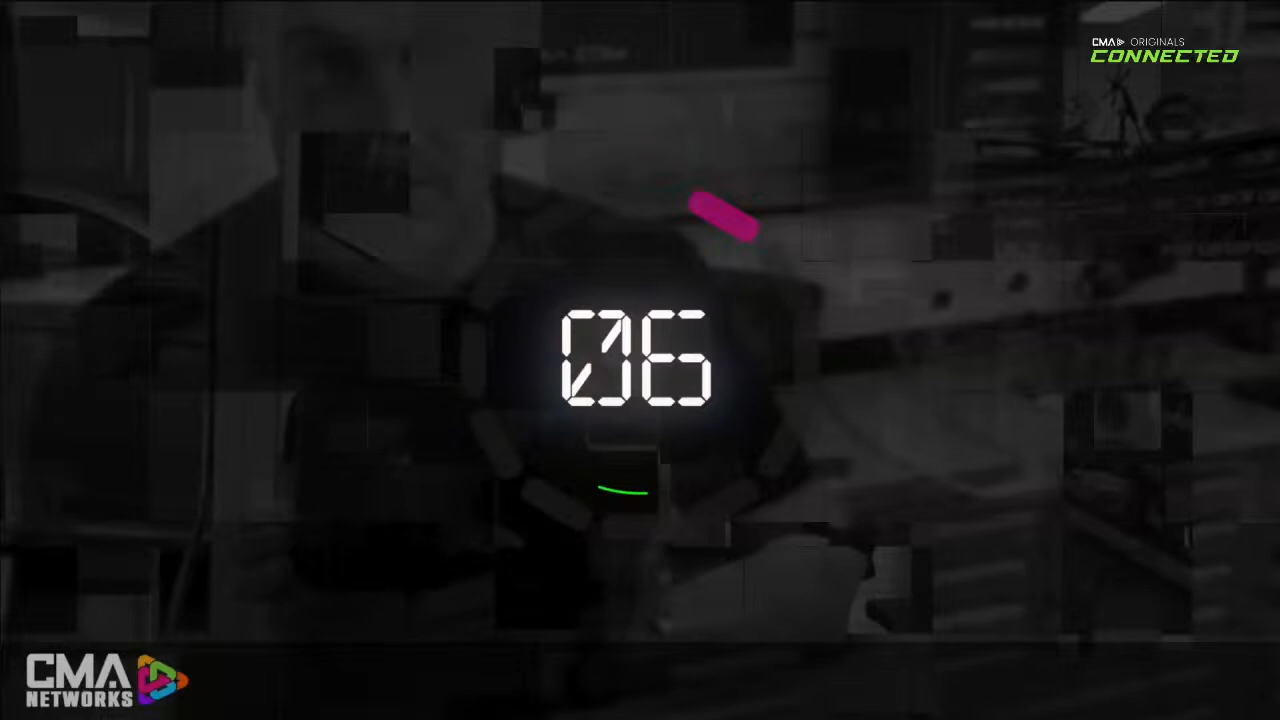 CMA ORIGINALS
CONNECTED
06
CMA
NETWORKS